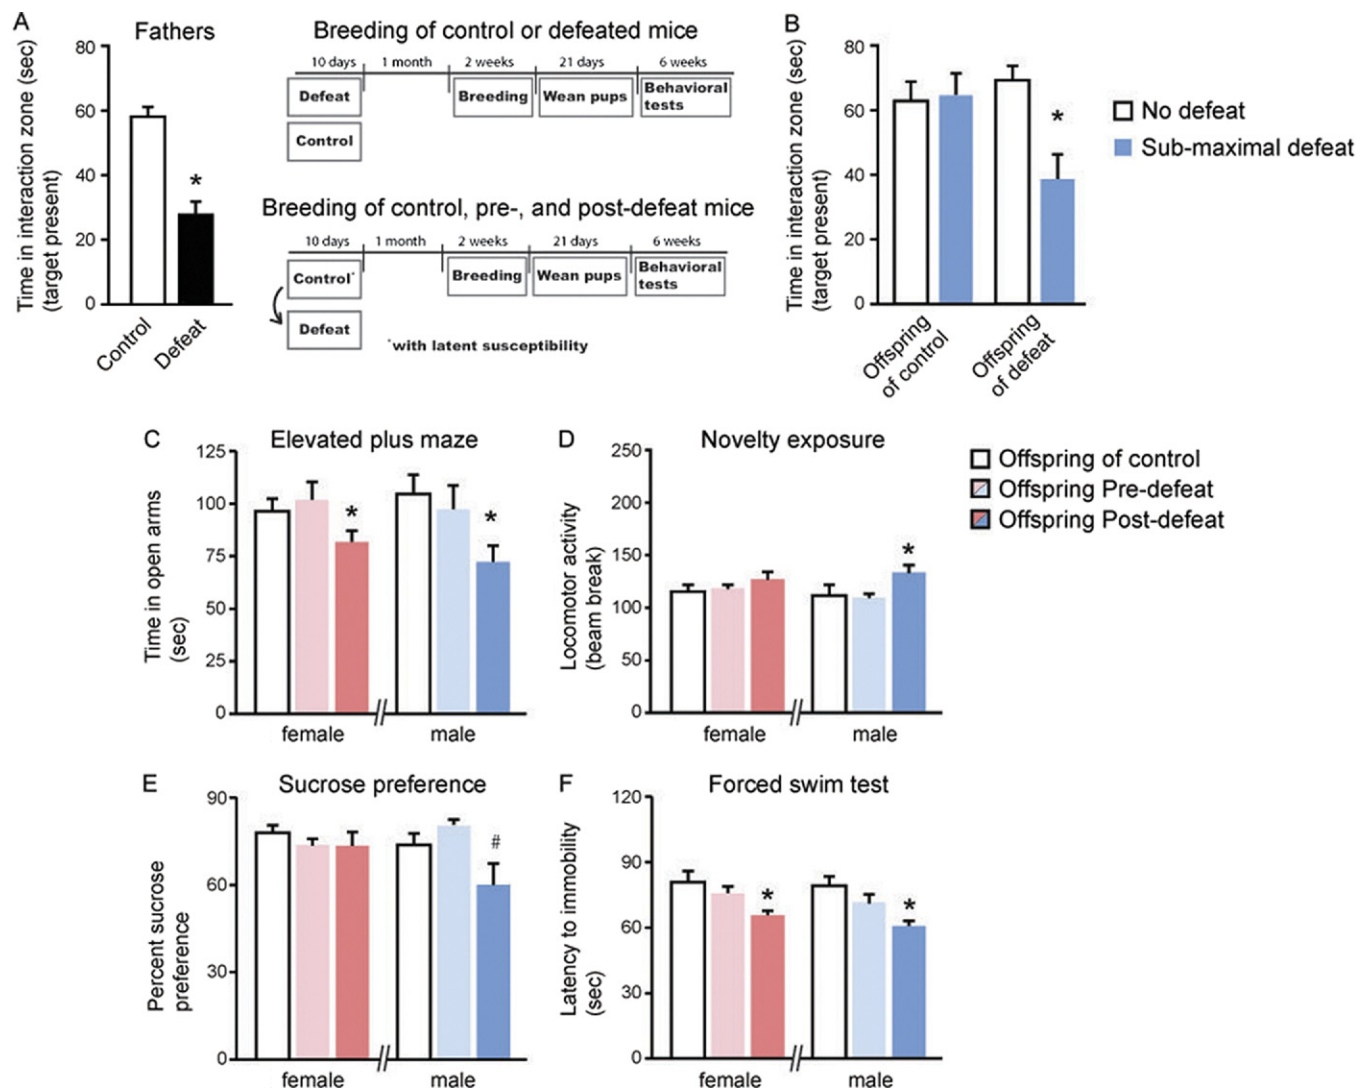 A
Fathers
Time in interaction zone (sec)
(target present)
80
60
40
20
0
*
Control
Defeat
Breeding of control or defeated mice
10 days 1 month 2 weeks 21 days 6 weeks
Defeat
Control
Breeding
Wean pups
Behavioral
tests
Breeding of control, pre-, and post-defeat mice
10 days 1 month 2 weeks 21 days 6 weeks
Control*
Defeat
Breeding
Wean pups
Behavioral
tests
*with latent susceptibility
B
Time in interaction zone (sec)
(target present)
80
60
40
20
0
*
Offspring
of control
Offspring
of defeat
No defeat
Sub-maximal defeat
C
Elevated plus maze
Time in open arms
(sec)
125
100
75
50
25
0
*
*
female
male
D
Novelty exposure
Locomotor activity
(beam break)
250
200
150
100
50
0
*
female
male
Offspring of control
Offspring Pre-defeat
Offspring Post-defeat
E
Sucrose preference
Percent sucrose
preference
90
60
30
0
#
female
male
F
Forced swim test
Latency to immobility
(sec)
120
90
60
30
0
*
*
female
male